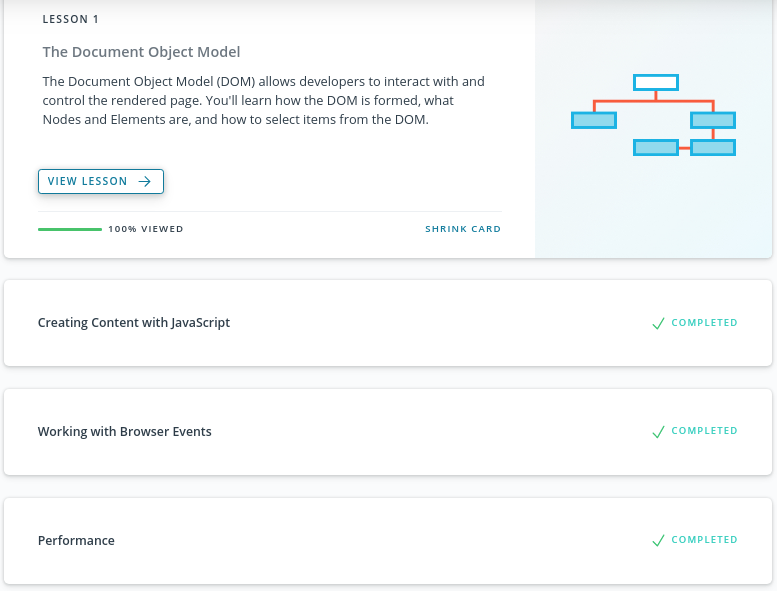 LESSON 1
The Document Object Model
The Document Object Model (DOM) allows developers to interact with and
control the rendered page. You'll learn how the DOM is formed, what
Nodes and Elements are, and how to select items from the DOM.
VIEW LESSON
100% VIEWED
SHRINK CARD
Creating Content with JavaScript
COMPLETED
Working with Browser Events
COMPLETED
Performance
COMPLETED